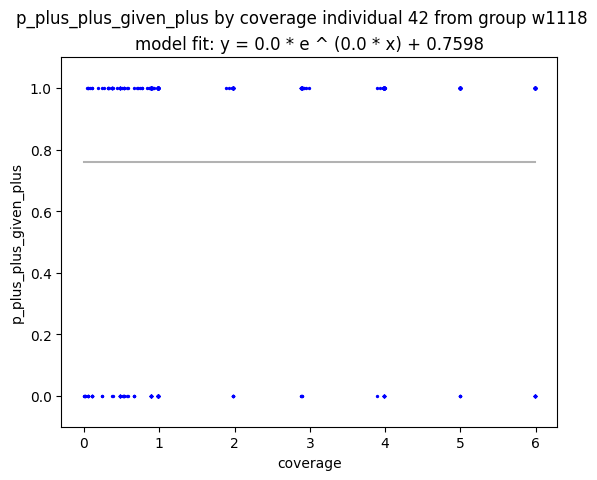 p_plus_plus_given_plus by coverage individual 42 from group w1118
model fit: y = 0.0 * e ^ (0.0 * x) + 0.7598
1.0
0.8
0.6
0.4
0.2
0.0
p_plus_plus_given_plus
0 1 2 3 4 5 6
coverage